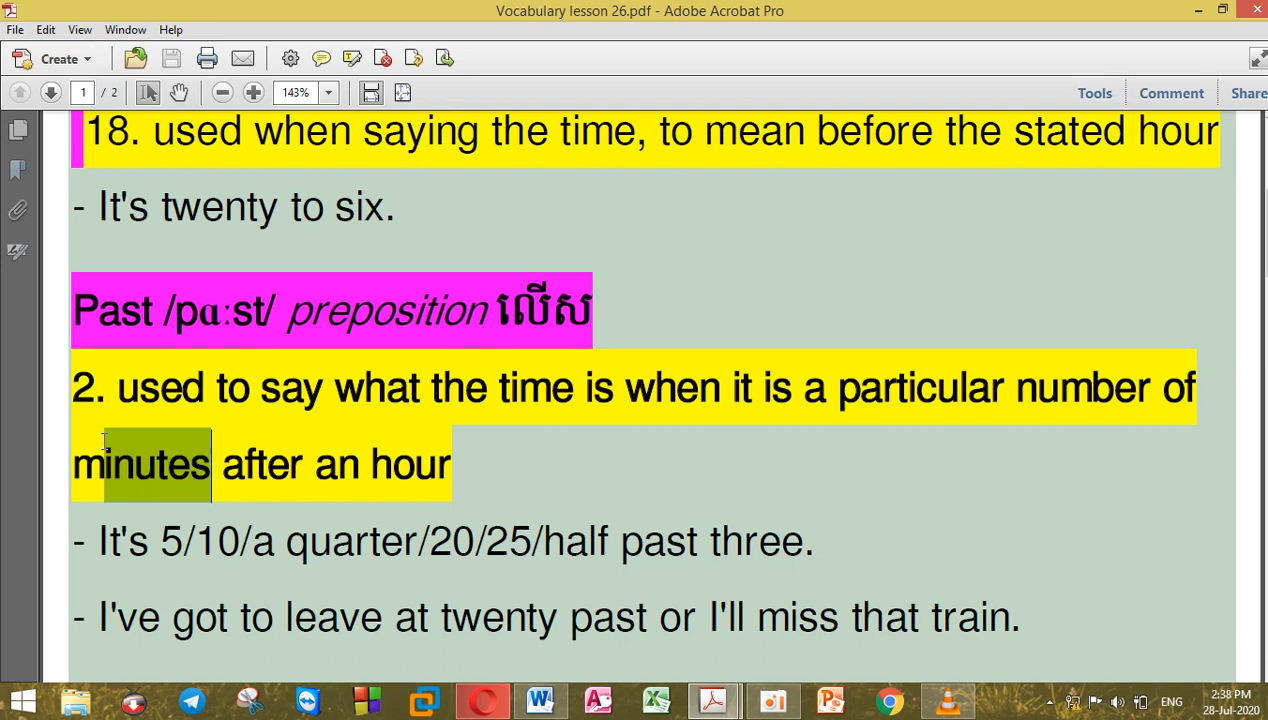 Vocabulary lesson 26.pdf - Adobe Acrobat Pro
File Edit View Window Help
Create
1 / 2 143% Tools Comment Share
18. used when saying the time, to mean before the stated hour
- It's twenty to six.
Past /pɑːst/ preposition លើស
2. used to say what the time is when it is a particular number of
minutes after an hour
- It's 5/10/a quarter/20/25/half past three.
- I've got to leave at twenty past or I'll miss that train.
ENG 2:38 PM
28-Jul-2020